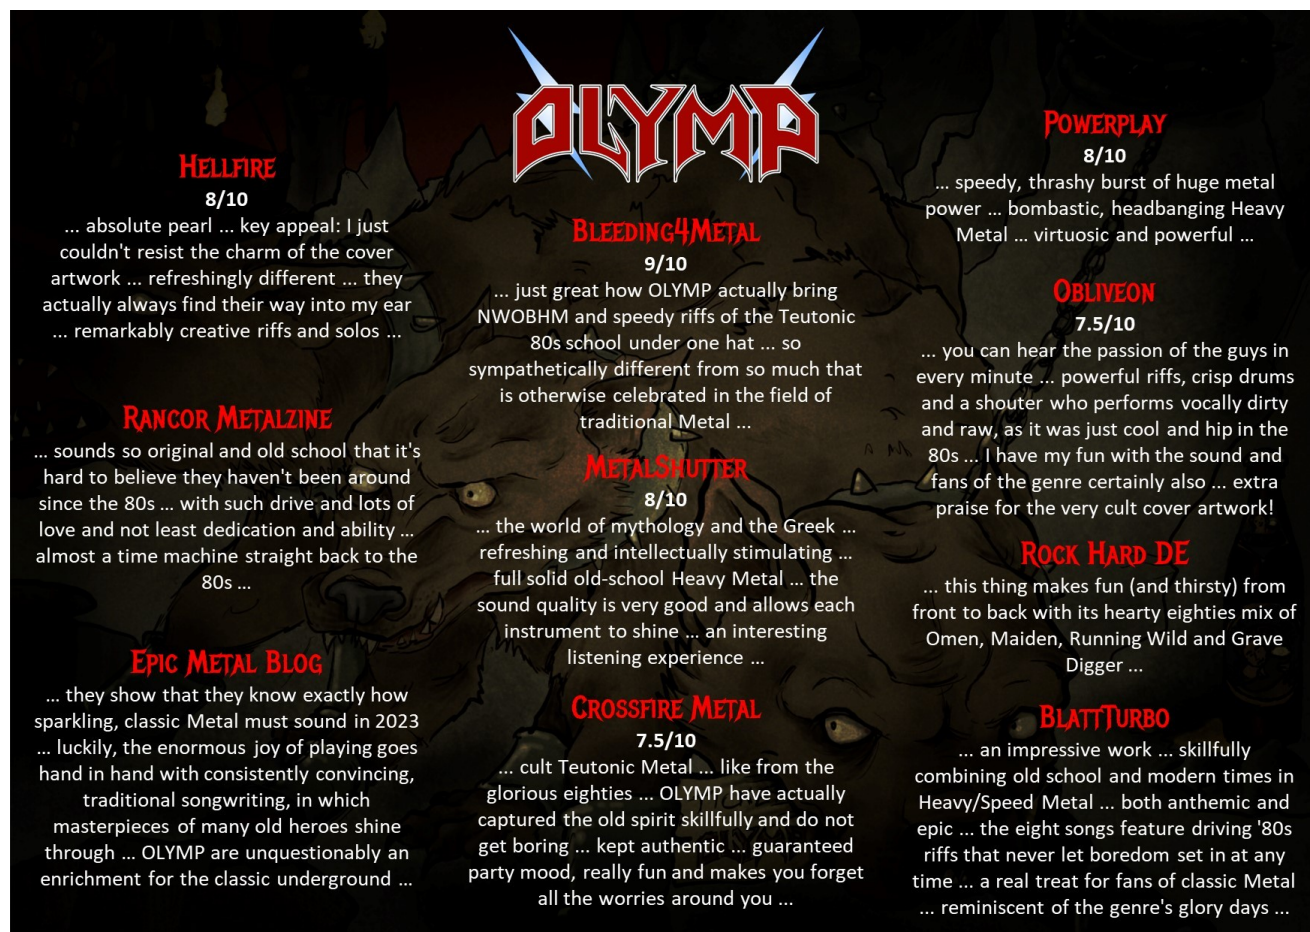 OLYMP
HELLFIRE
8/10
... absolute pearl ... key appeal: I just
couldn't resist the charm of the cover
artwork ... refreshingly different ... they
actually always find their way into my ear
... remarkably creative riffs and solos ...
RANCOR METALZINE
... sounds so original and old school that it's
hard to believe they haven't been around
since the 80s ... with such drive and lots of
love and not least dedication and ability ...
almost a time machine straight back to the
80s ...
EPIC METAL BLOG
... they show that they know exactly how
sparkling, classic Metal must sound in 2023
... luckily, the enormous joy of playing goes
hand in hand with consistently convincing,
traditional songwriting, in which
masterpieces of many old heroes shine
through ... OLYMP are unquestionably an
enrichment for the classic underground ...
BLEEDING4METAL
9/10
... just great how OLYMP actually bring
NWOBHM and speedy riffs of the Teutonic
80s school under one hat ... so
sympathetically different from so much that
is otherwise celebrated in the field of
traditional Metal ...
METALSHUTTER
8/10
... the world of mythology and the Greek ...
refreshing and intellectually stimulating ...
full solid old-school Heavy Metal ... the
sound quality is very good and allows each
instrument to shine ... an interesting
listening experience ...
CROSSFIRE METAL
7.5/10
... cult Teutonic Metal ... like from the
glorious eighties ... OLYMP have actually
captured the old spirit skillfully and do not
get boring ... kept authentic ... guaranteed
party mood, really fun and makes you forget
all the worries around you ...
POWERPLAY
8/10
... speedy, thrashy burst of huge metal
power ... bombastic, headbanging Heavy
Metal ... virtuosic and powerful ...
OBLIVEON
7.5/10
... you can hear the passion of the guys in
every minute ... powerful riffs, crisp drums
and a shouter who performs vocally dirty
and raw, as it was just cool and hip in the
80s ... I have my fun with the sound and
fans of the genre certainly also ... extra
praise for the very cult cover artwork!
ROCK HARD DE
... this thing makes fun (and thirsty) from
front to back with its hearty eighties mix of
Omen, Maiden, Running Wild and Grave
Digger ...
BLATTTURBO
... an impressive work ... skillfully
combining old school and modern times in
Heavy/Speed Metal ... both anthemic and
epic ... the eight songs feature driving '80s
riffs that never let boredom set in at any
time ... a real treat for fans of classic Metal
... reminiscent of the genre's glory days ...